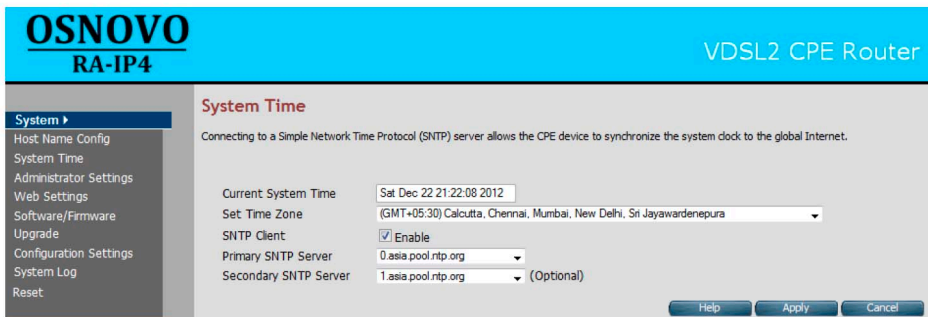 OSNOVO
RA-IP4
VDSL2 CPE Router
System
Host Name Config
System Time
Administrator Settings
Web Settings
Software/Firmware
Upgrade
Configuration Settings
System Log
Reset
System Time
Connecting to a Simple Network Time Protocol (SNTP) server allows the CPE device to synchronize the system clock to the global Internet.
Current System Time Sat Dec 22 21:22:08 2012
Set Time Zone (GMT+05:30) Calcutta, Chennai, Mumbai, New Delhi, Sri Jayawardenepura
SNTP Client Enable
Primary SNTP Server 0.asia.pool.ntp.org
Secondary SNTP Server 1.asia.pool.ntp.org (Optional)
Help Apply Cancel